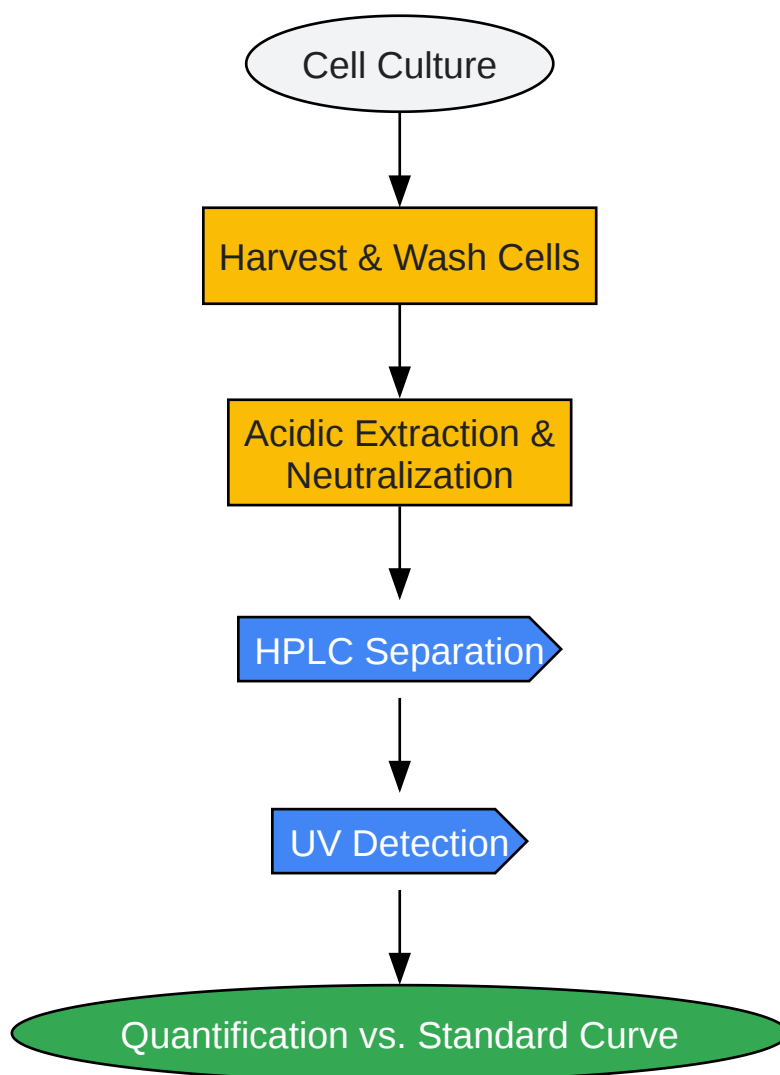 Cell Culture
Harvest & Wash Cells
Acidic Extraction &
Neutralization
HPLC Separation
UV Detection
Quantification vs. Standard Curve